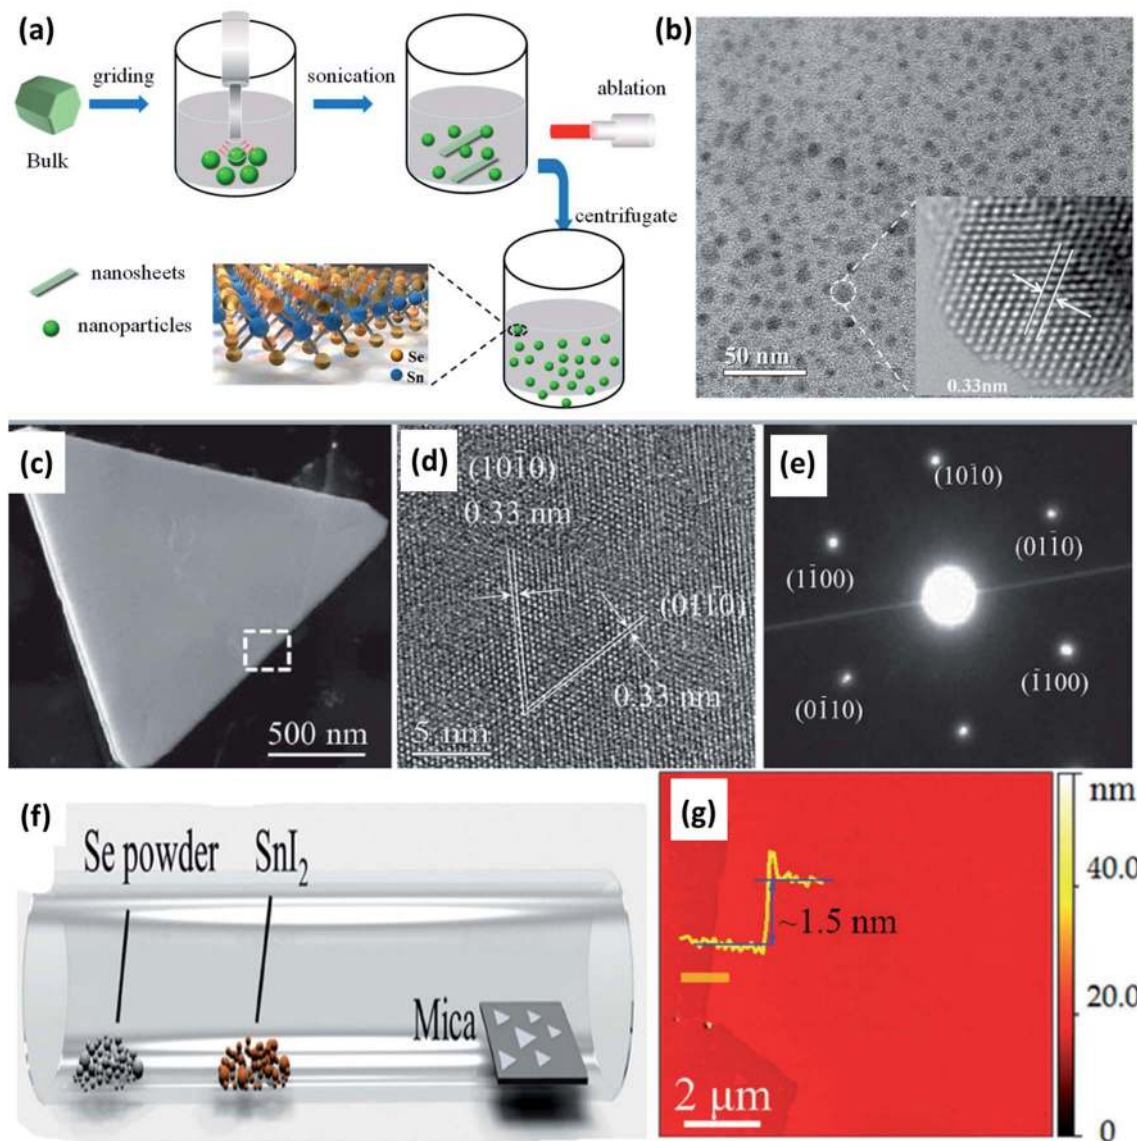 (a)
griding
sonication
ablation
Bulk
centrifugate
nanosheets
nanoparticles
Se
Sn
(b)
50 nm
0.33nm
(c)
500 nm
(d)
(101̄0)
0.33 nm
(011̄0)
0.33 nm
5 nm
(e)
(101̄0)
(011̄0)
(11̄00)
(1̄100)
(01̄10)
(f)
Se powder
SnI₂
Mica
(g)
nm
40.0
~1.5 nm
20.0
2 μm
0